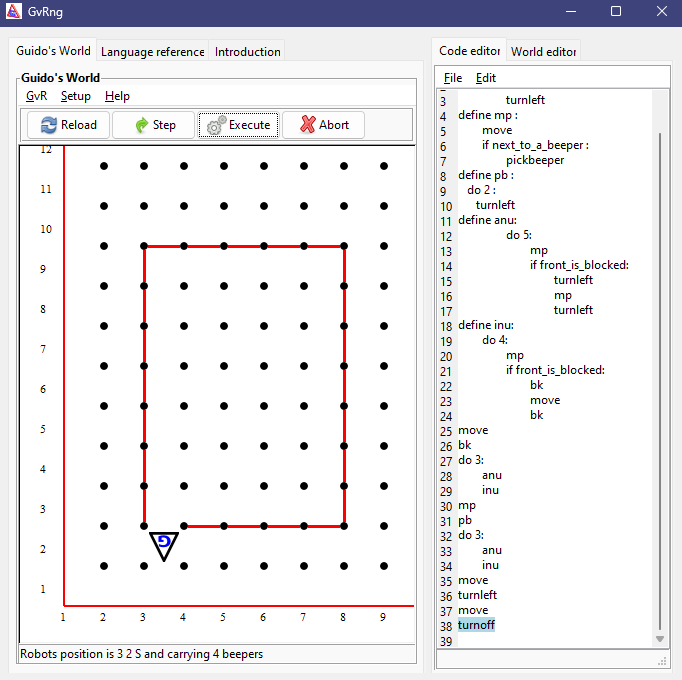 GvRng
Guido's World
Language reference
Introduction
Guido's World
GvR Setup Help
Reload
Step
Execute
Abort
12
11
10
9
8
7
6
5
4
3
2
1
G
1 2 3 4 5 6 7 8 9
Robots position is 3 2 S and carrying 4 beepers
Code editor
World editor
File Edit
3 turnleft
4 define mp :
5 move
6 if next_to_a_beeper :
7 pickbeeper
8 define pb :
9 do 2 :
10 turnleft
11 define anu:
12 do 5:
13 mp
14 if front_is_blocked:
15 turnleft
16 mp
17 turnleft
18 define inu:
19 do 4:
20 mp
21 if front_is_blocked:
22 bk
23 move
24 bk
25 move
26 bk
27 do 3:
28 anu
29 inu
30 mp
31 pb
32 do 3:
33 anu
34 inu
35 move
36 turnleft
37 move
38 turnoff
39